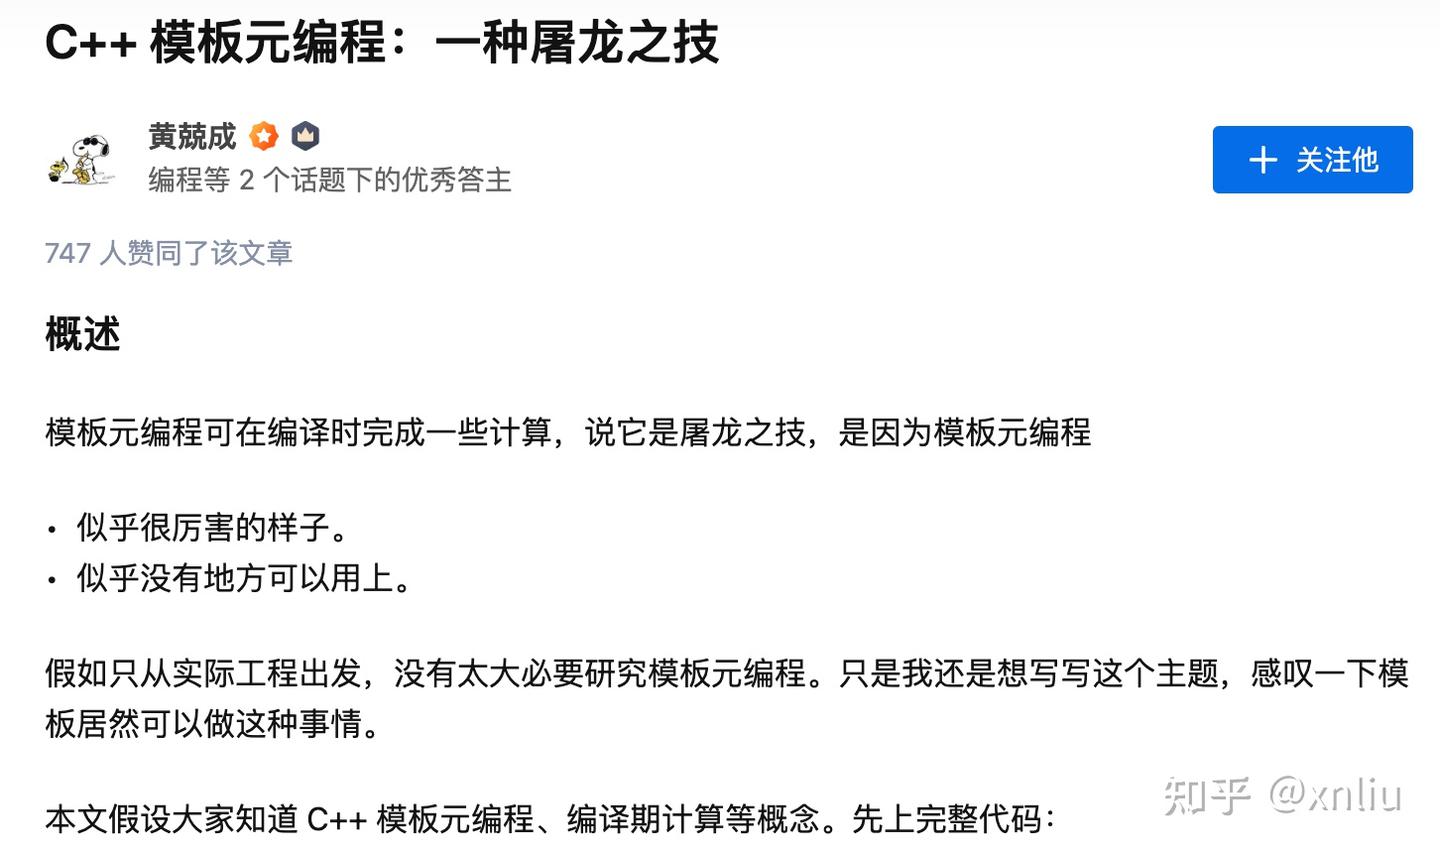 C++ 模板元编程：一种屠龙之技
黄兢成
编程等 2 个话题下的优秀答主
+ 关注他
747 人赞同了该文章
概述
模板元编程可在编译时完成一些计算，说它是屠龙之技，是因为模板元编程
• 似乎很厉害的样子。
• 似乎没有地方可以用上。
假如只从实际工程出发，没有太大必要研究模板元编程。只是我还是想写写这个主题，感叹一下模
板居然可以做这种事情。
本文假设大家知道 C++ 模板元编程、编译期计算等概念。先上完整代码：
知乎 @xnliu